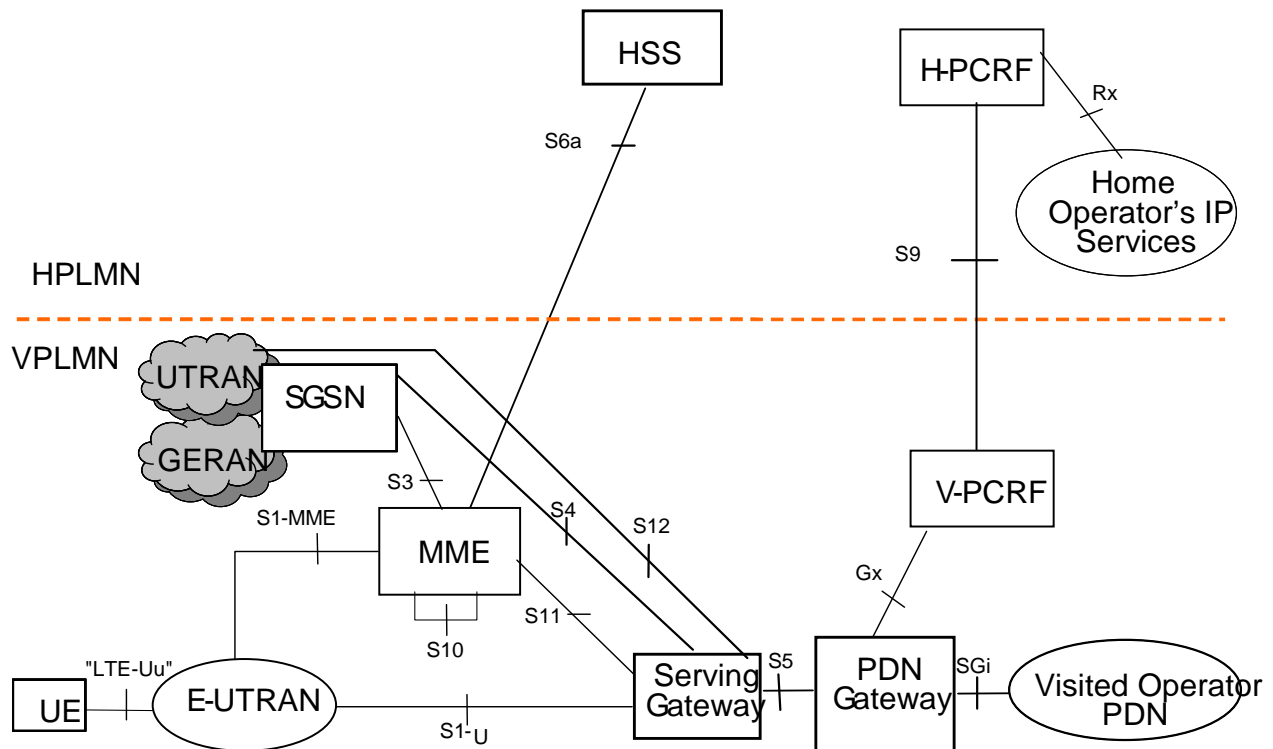 HSS
H-PCRF
Rx
S6a
Home
Operator's IP
Services
S9
HPLMN
VPLMN
UTRAN
SGSN
GERAN
S3
V-PCRF
S1-MME
S4
S12
MME
Gx
S11
S10
"LTE-Uu"
S5
SGi
UE
E-UTRAN
Serving
Gateway
PDN
Gateway
Visited Operator
PDN
S1-U